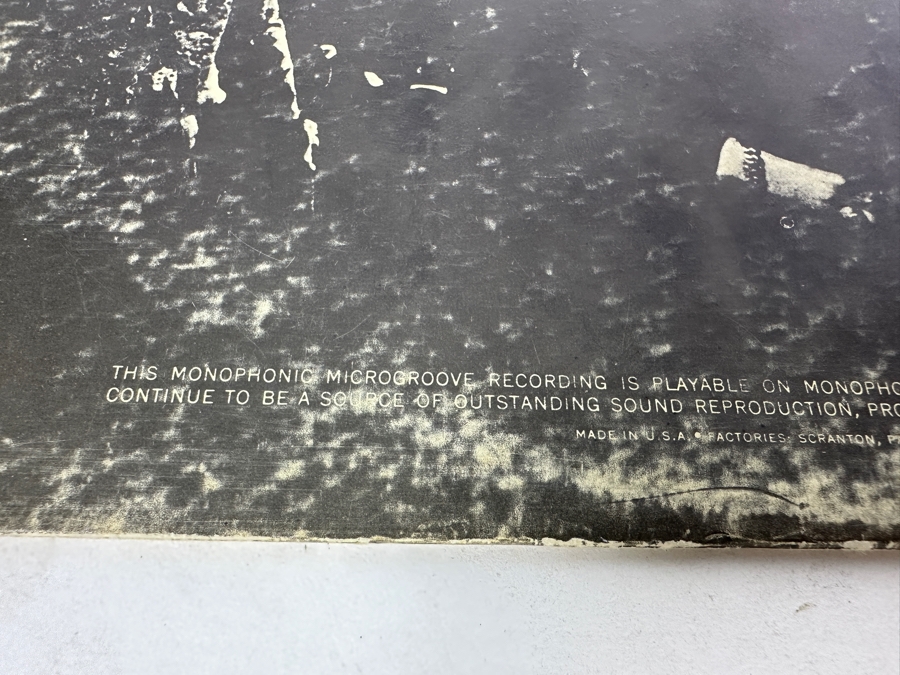 THIS MONOPHONIC MICROGROOVE RECORDING IS PLAYABLE ON MONOPHO
CONTINUE TO BE A SOURCE OF OUTSTANDING SOUND REPRODUCTION, PRO
MADE IN U.S.A. • FACTORIES: SCRANTON, P